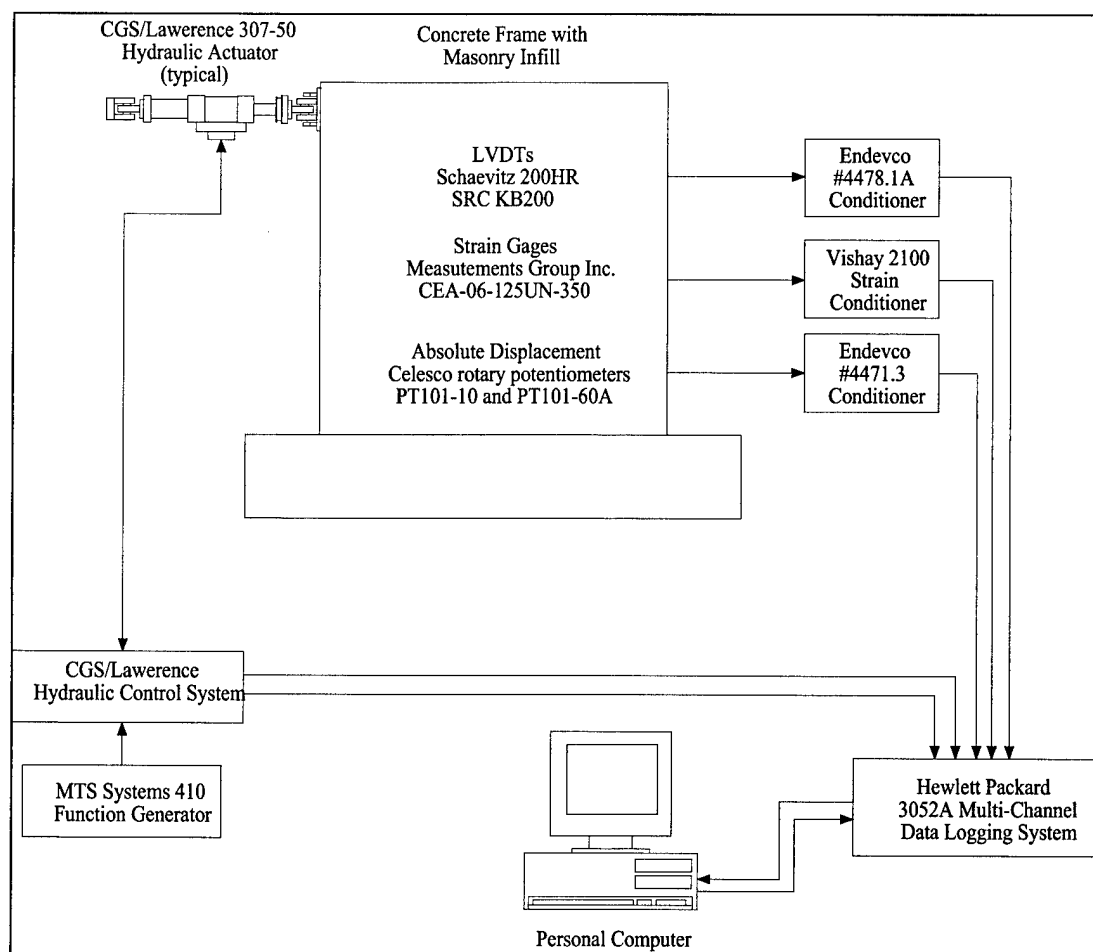 CGS/Lawerence 307-50
Hydraulic Actuator
(typical)
Concrete Frame with
Masonry Infill
LVDTs
Schaevitz 200HR
SRC KB200
Strain Gages
Measutements Group Inc.
CEA-06-125UN-350
Absolute Displacement
Celesco rotary potentiometers
PT101-10 and PT101-60A
Endevco
#4478.1A
Conditioner
Vishay 2100
Strain
Conditioner
Endevco
#4471.3
Conditioner
CGS/Lawerence
Hydraulic Control System
MTS Systems 410
Function Generator
Hewlett Packard
3052A Multi-Channel
Data Logging System
Personal Computer